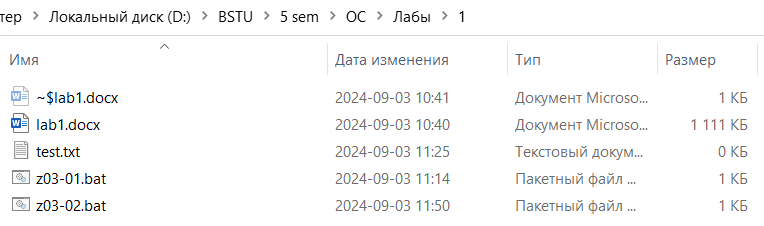 тер > Локальный диск (D:) > BSTU > 5 sem > ОС > Лабы > 1
Имя Дата изменения Тип Размер
~$lab1.docx 2024-09-03 10:41 Документ Microso... 1 КБ
lab1.docx 2024-09-03 10:40 Документ Microso... 1 111 КБ
test.txt 2024-09-03 11:25 Текстовый докум... 0 КБ
z03-01.bat 2024-09-03 11:14 Пакетный файл ... 1 КБ
z03-02.bat 2024-09-03 11:50 Пакетный файл ... 1 КБ